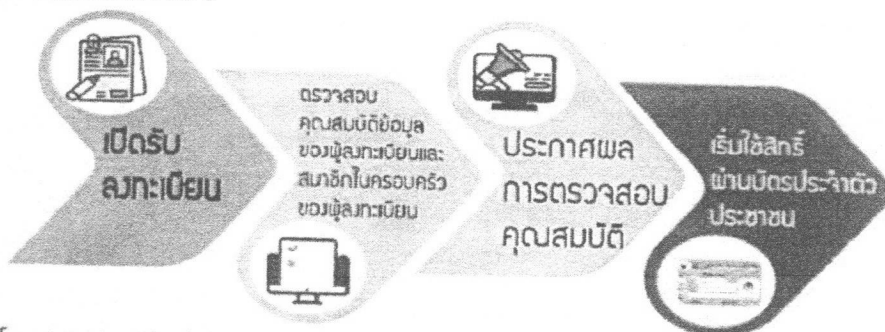 เปิดรับ
ลงทะเบียน
ตรวจสอบ
คุณสมบัติข้อมูล
ของผู้ลงทะเบียนและ
สมาชิกในครอบครัว
ของผู้ลงทะเบียน
ประกาศผล
การตรวจสอบ
คุณสมบัติ
เริ่มใช้สิทธิ์
ผ่านบัตรประจำตัว
ประชาชน